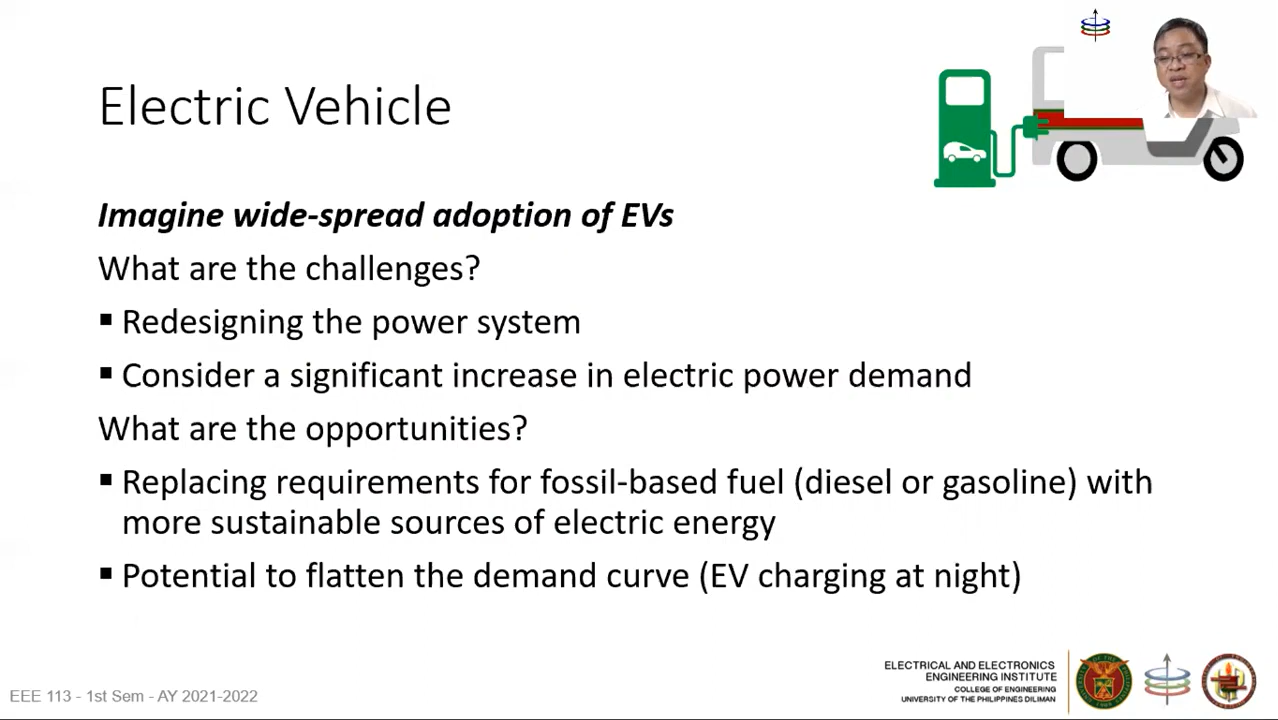 Electric Vehicle
Imagine wide-spread adoption of EVs
What are the challenges?
▪ Redesigning the power system
▪ Consider a significant increase in electric power demand
What are the opportunities?
▪ Replacing requirements for fossil-based fuel (diesel or gasoline) with
more sustainable sources of electric energy
▪ Potential to flatten the demand curve (EV charging at night)
EEE 113 - 1st Sem - AY 2021-2022
ELECTRICAL AND ELECTRONICS
ENGINEERING INSTITUTE
COLLEGE OF ENGINEERING
UNIVERSITY OF THE PHILIPPINES DILIMAN